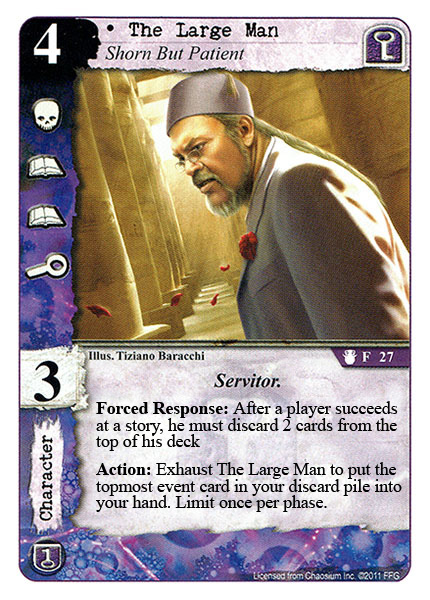 4
• The Large Man
Shorn But Patient
Illus. Tiziano Baracchi
F 27
3
Servitor.
Forced Response: After a player succeeds
at a story, he must discard 2 cards from the
top of his deck
Action: Exhaust The Large Man to put the
topmost event card in your discard pile into
your hand. Limit once per phase.
Character
Licensed from Chaosium Inc. ©2011 FFG